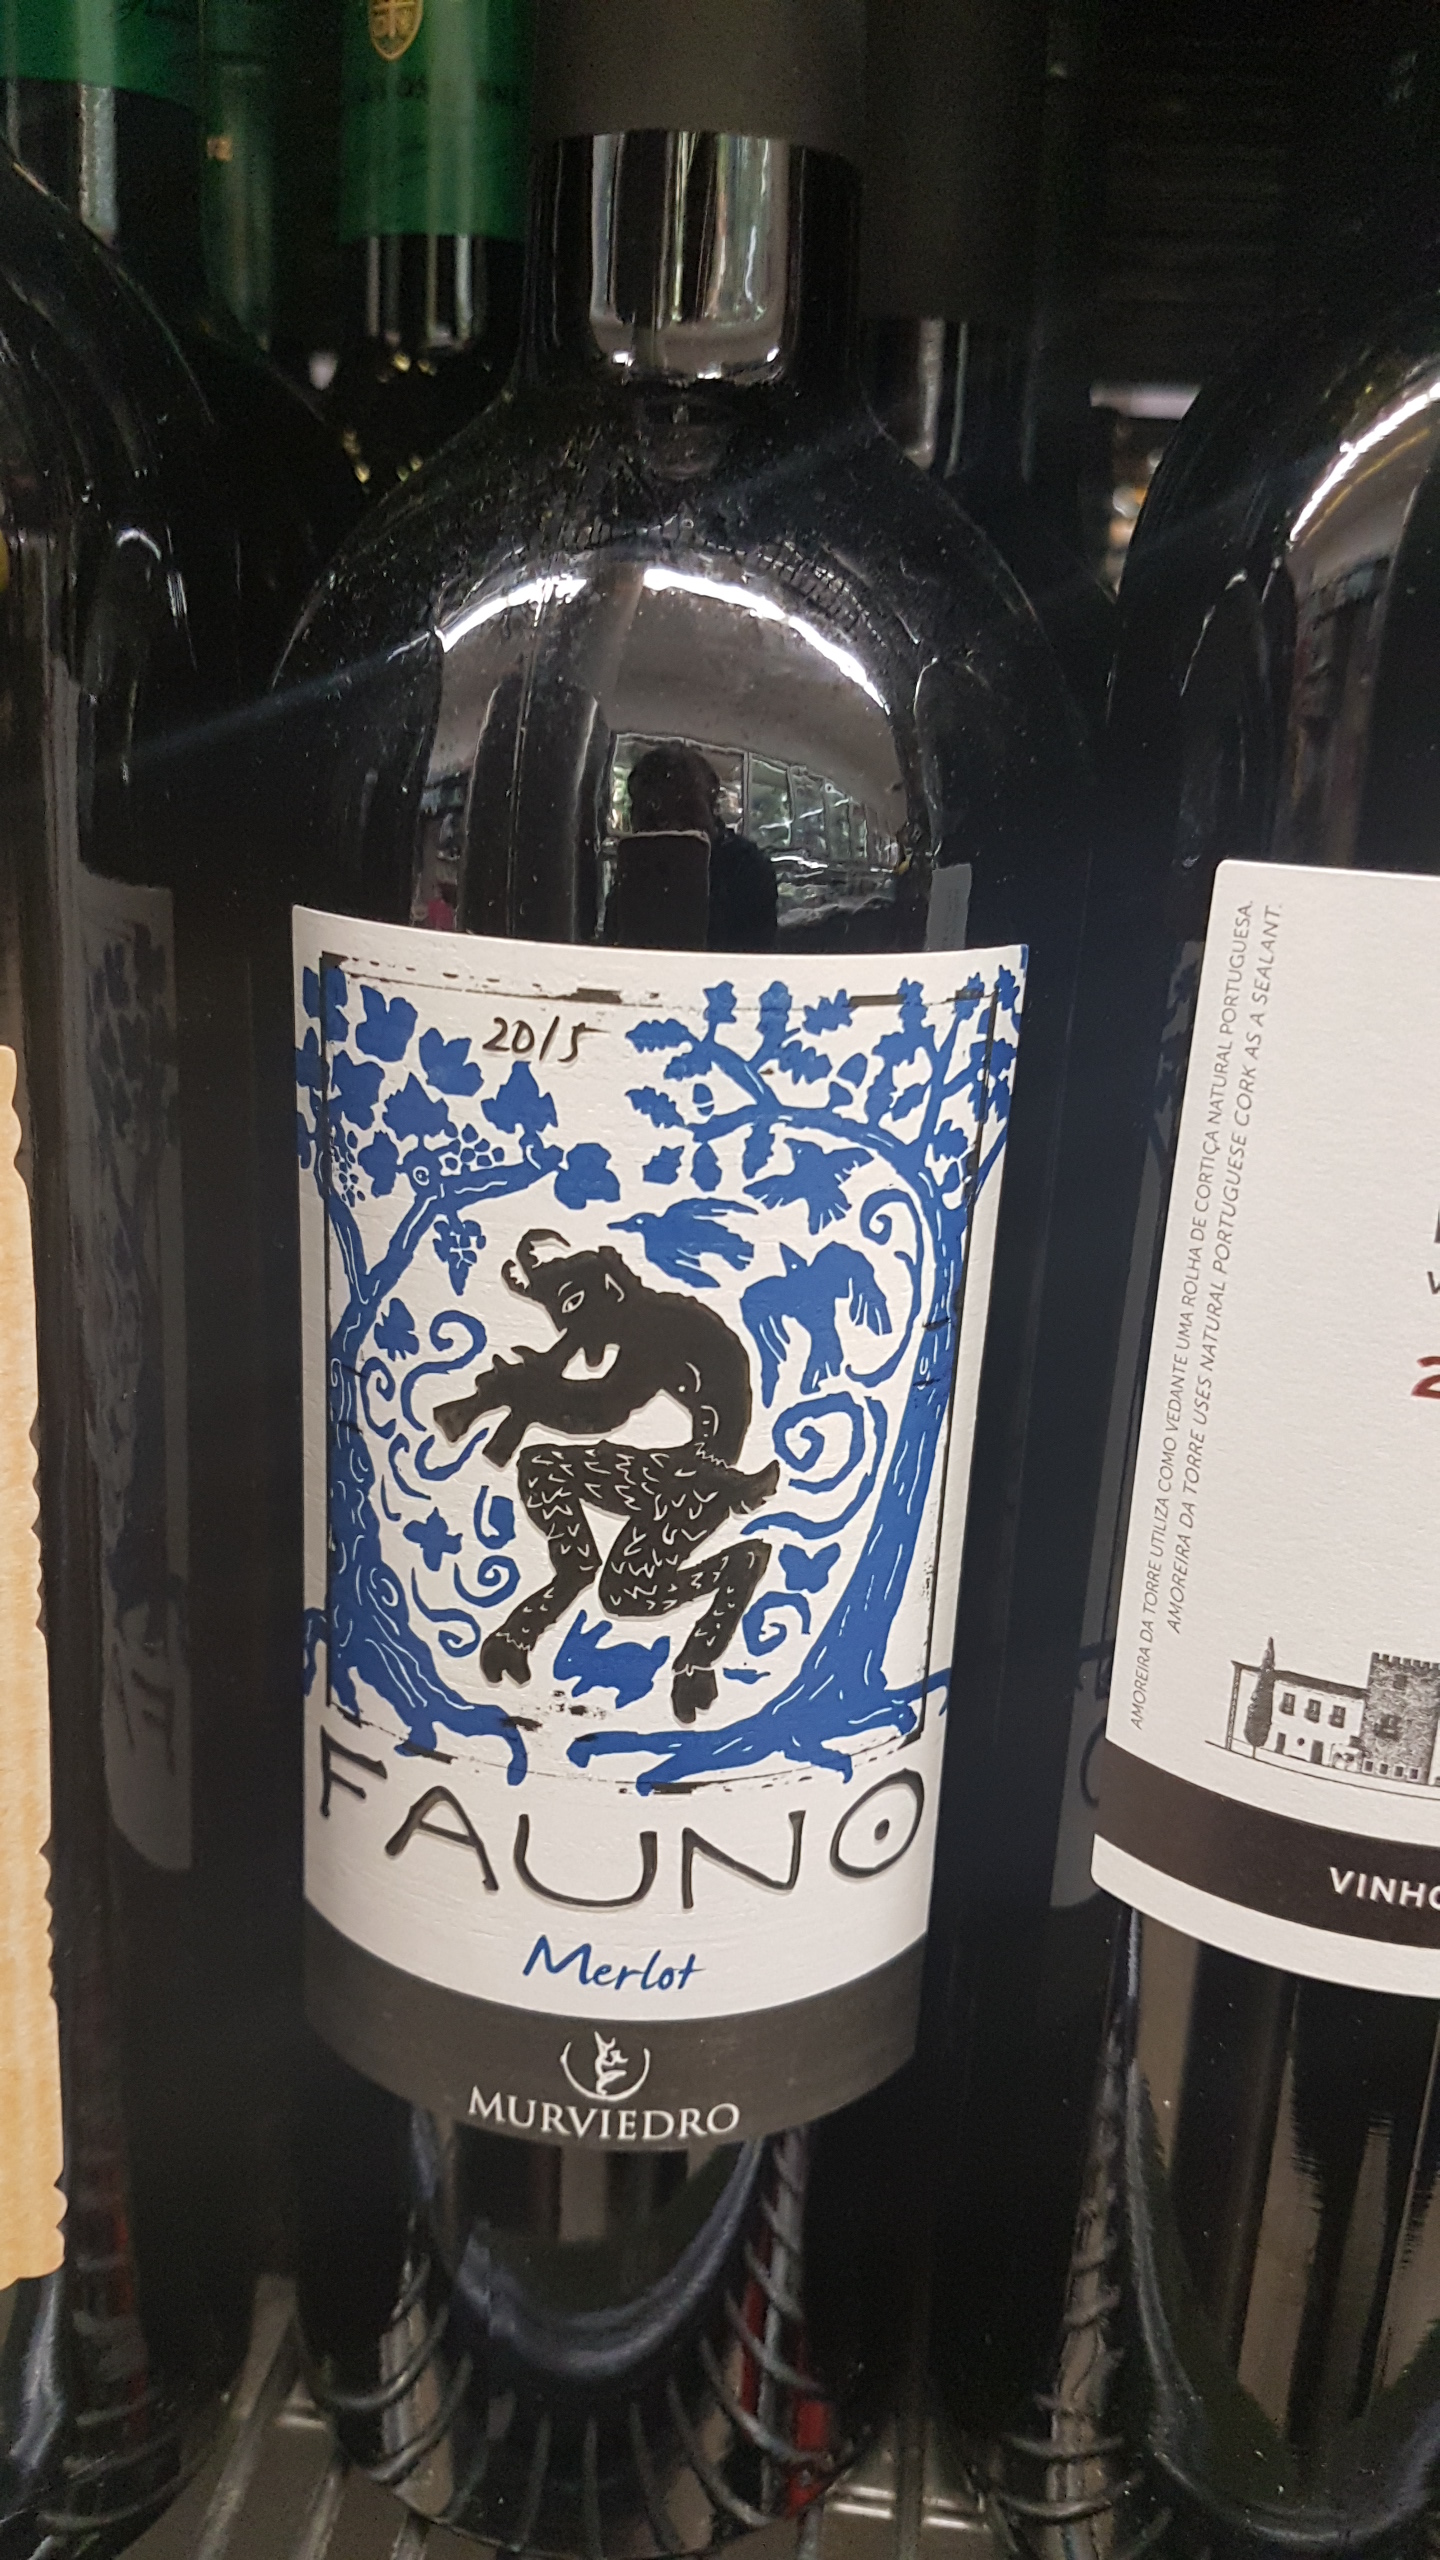 2015
FAUNO
Merlot
MURVIEDRO
AMOREIRA DA TORRE UTILIZA COMO VEDANTE UMA ROLHA DE CORTIÇA NATURAL PORTUGUESA.
AMOREIRA DA TORRE USES NATURAL PORTUGUESE CORK AS A SEALANT.